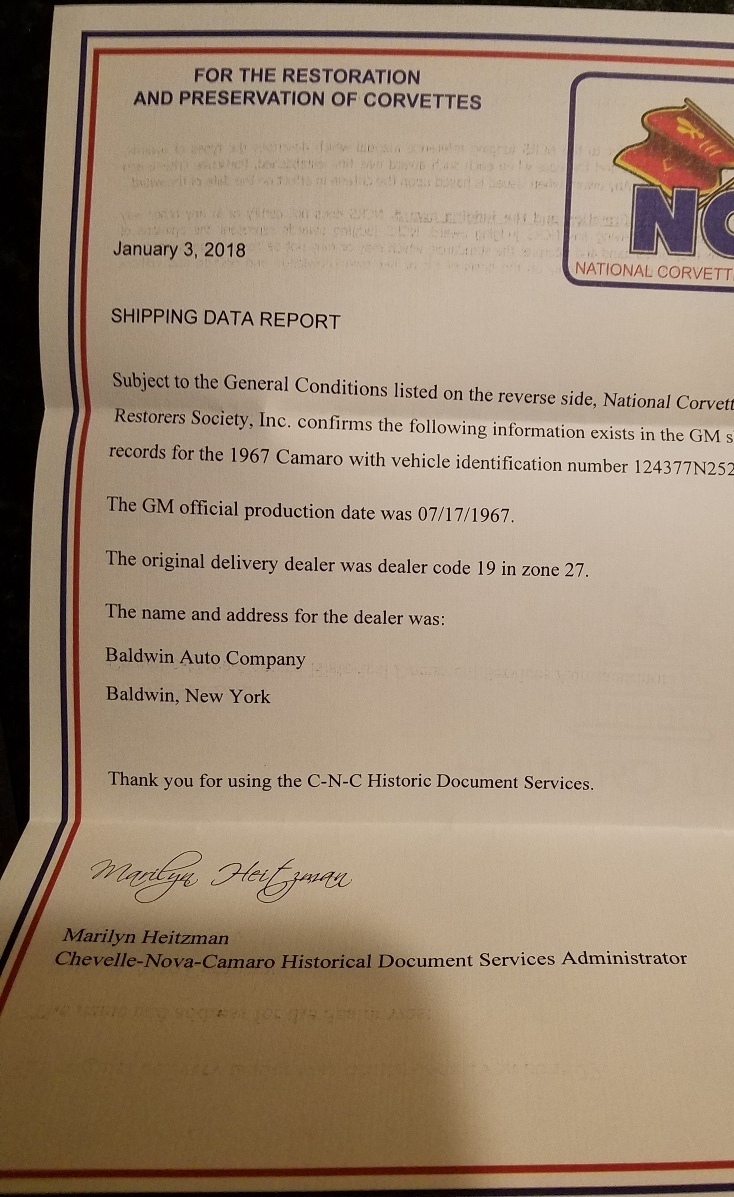 FOR THE RESTORATION
AND PRESERVATION OF CORVETTES
NC
NATIONAL CORVETT
January 3, 2018
SHIPPING DATA REPORT
Subject to the General Conditions listed on the reverse side, National Corvett
Restorers Society, Inc. confirms the following information exists in the GM s
records for the 1967 Camaro with vehicle identification number 124377N252
The GM official production date was 07/17/1967.
The original delivery dealer was dealer code 19 in zone 27.
The name and address for the dealer was:
Baldwin Auto Company
Baldwin, New York
Thank you for using the C-N-C Historic Document Services.
Marilyn Heitzman
Marilyn Heitzman
Chevelle-Nova-Camaro Historical Document Services Administrator